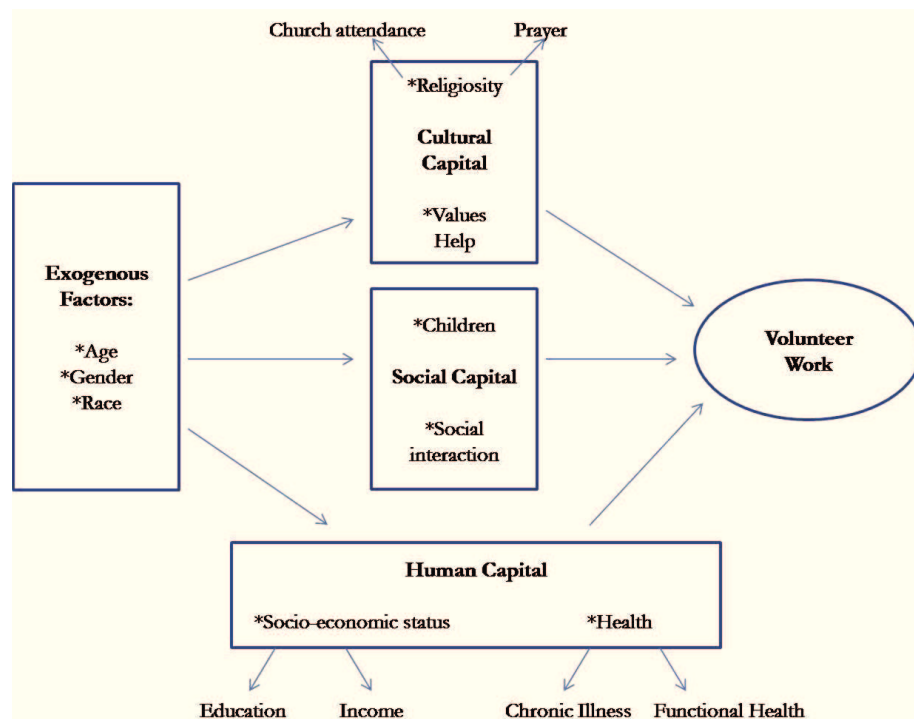 Church attendance
Prayer
*Religiosity
Cultural
Capital
*Values
Help
Exogenous
Factors:
*Age
*Gender
*Race
*Children
Social Capital
*Social
interaction
Volunteer
Work
Human Capital
*Socio-economic status
*Health
Education
Income
Chronic Illness
Functional Health